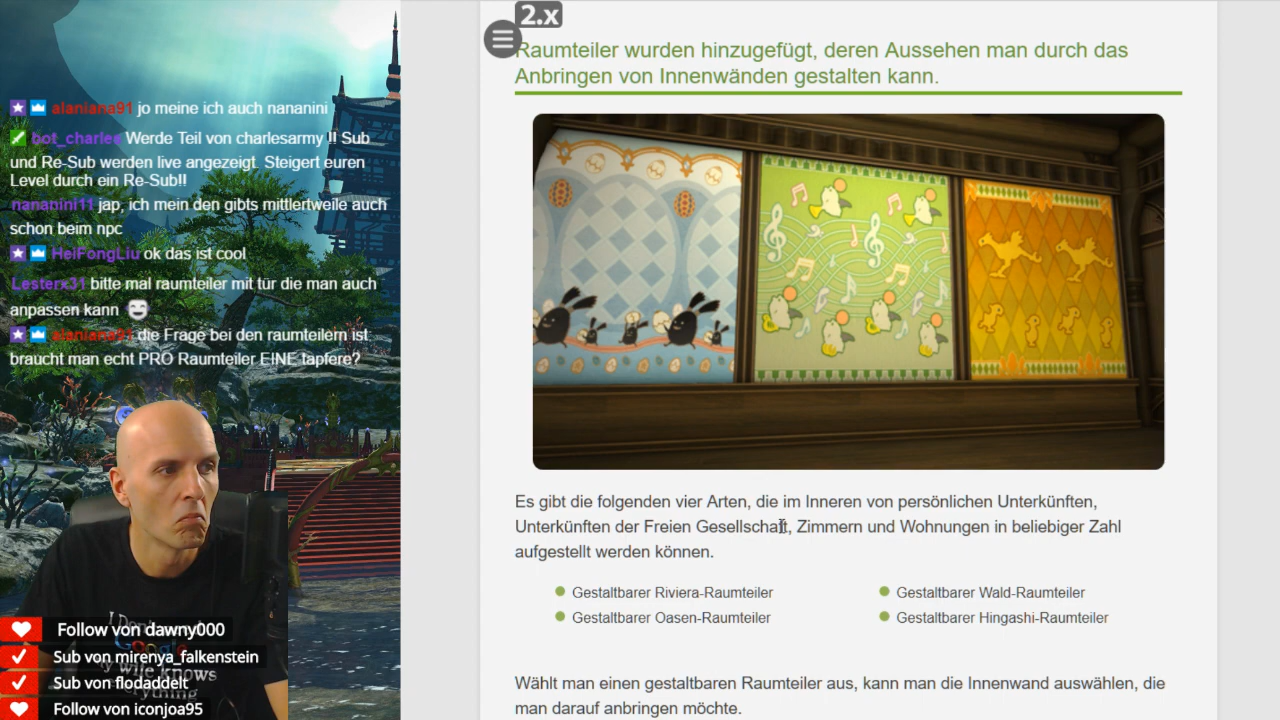 2.x
Raumteiler wurden hinzugefügt, deren Aussehen man durch das
Anbringen von Innenwänden gestalten kann.
alaniana91 jo meine ich auch nananini
bot_charlee Werde Teil von charlesarmy !! Sub
und Re-Sub werden live angezeigt. Steigert euren
Level durch ein Re-Sub!!
nananini11 jap, ich mein den gibts mittlertweile auch
schon beim npc
HeiFongLiu ok das ist cool
Lesterx31 bitte mal raumteiler mit tür die man auch
anpassen kann
alaniana91 die Frage bei den raumteilern ist
braucht man echt PRO Raumteiler EINE tapfere?
Follow von dawny000
Sub von mirenya_falkenstein
Sub von flodaddelt
Follow von iconjoa95
I Don't
Google
wife knows
Es gibt die folgenden vier Arten, die im Inneren von persönlichen Unterkünften,
Unterkünften der Freien Gesellschaft, Zimmern und Wohnungen in beliebiger Zahl
aufgestellt werden können.
Gestaltbarer Riviera-Raumteiler
Gestaltbarer Wald-Raumteiler
Gestaltbarer Oasen-Raumteiler
Gestaltbarer Hingashi-Raumteiler
Wählt man einen gestaltbaren Raumteiler aus, kann man die Innenwand auswählen, die
man darauf anbringen möchte.